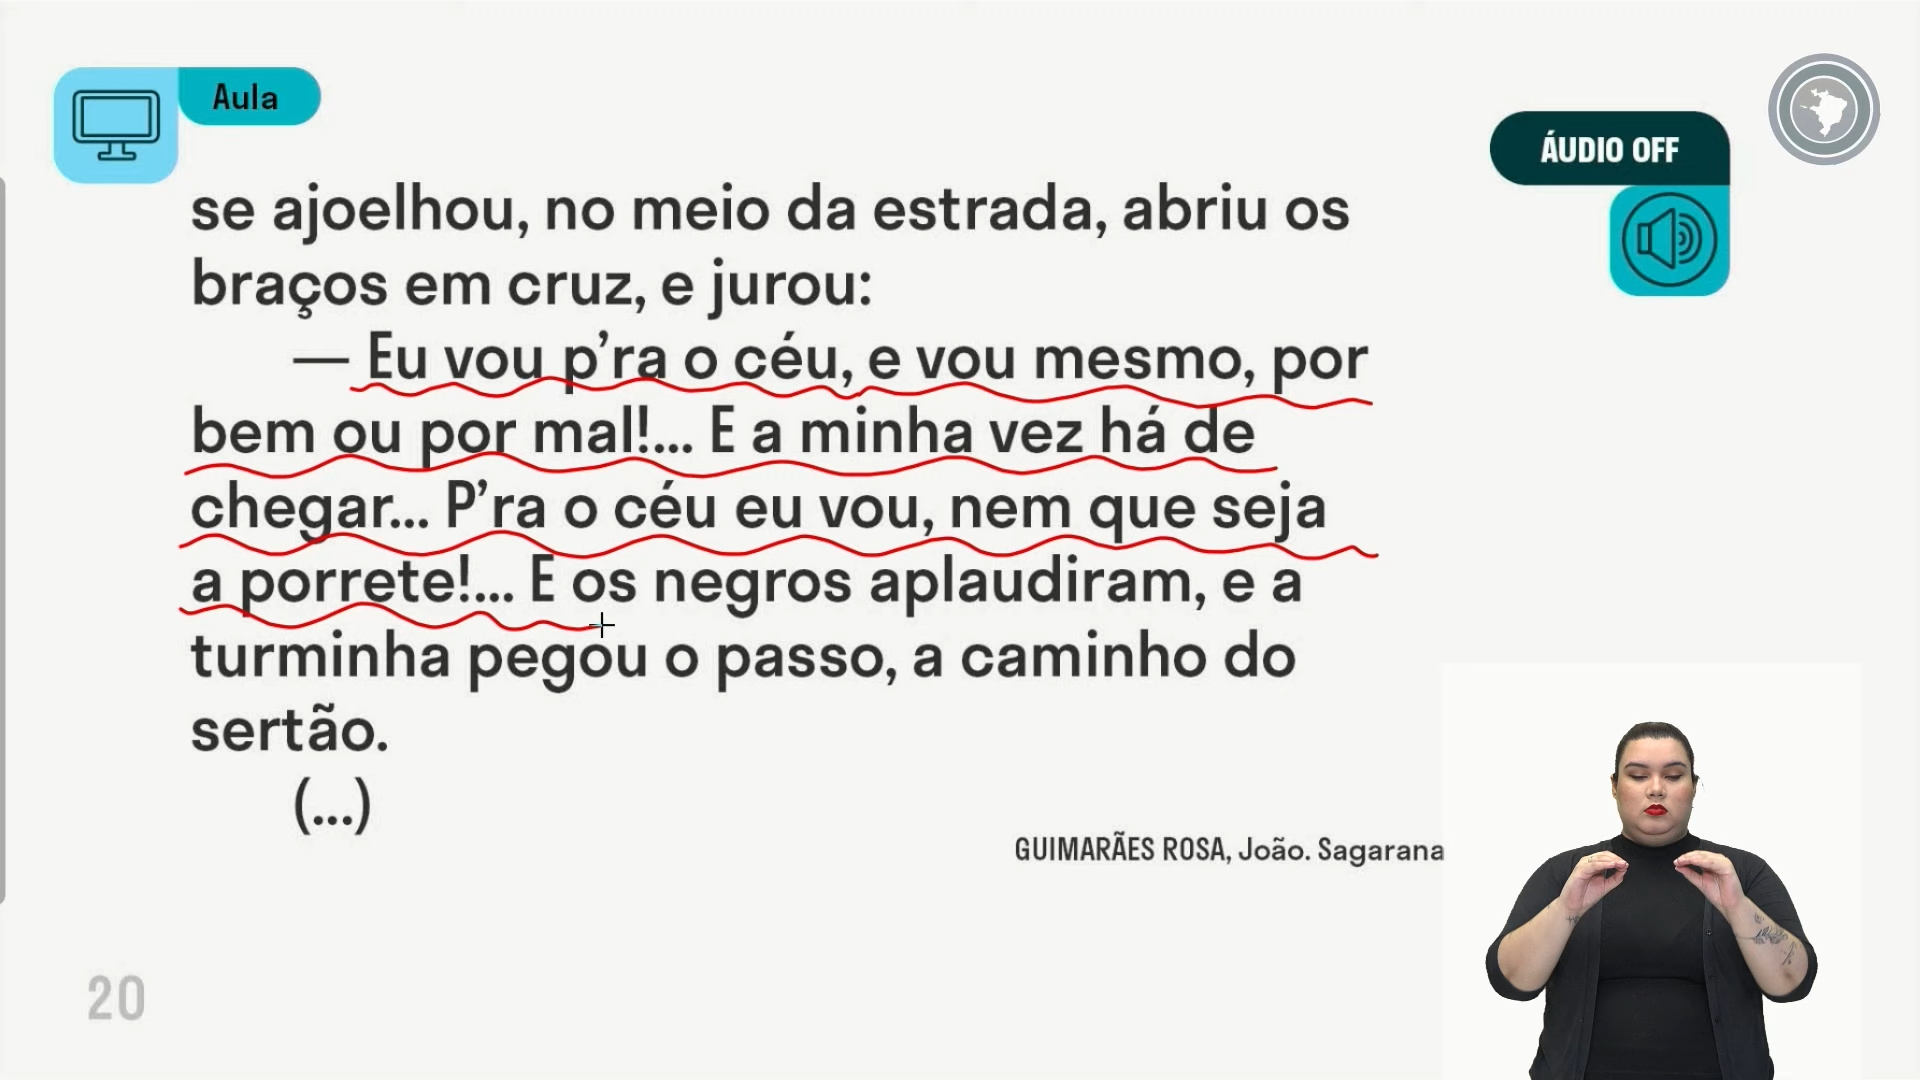 Aula
ÁUDIO OFF
se ajoelhou, no meio da estrada, abriu os
braços em cruz, e jurou:
— Eu vou p’ra o céu, e vou mesmo, por
bem ou por mal!... E a minha vez há de
chegar... P’ra o céu eu vou, nem que seja
a porrete!... E os negros aplaudiram, e a
turminha pegou o passo, a caminho do
sertão.
(...)
GUIMARÃES ROSA, João. Sagarana
20